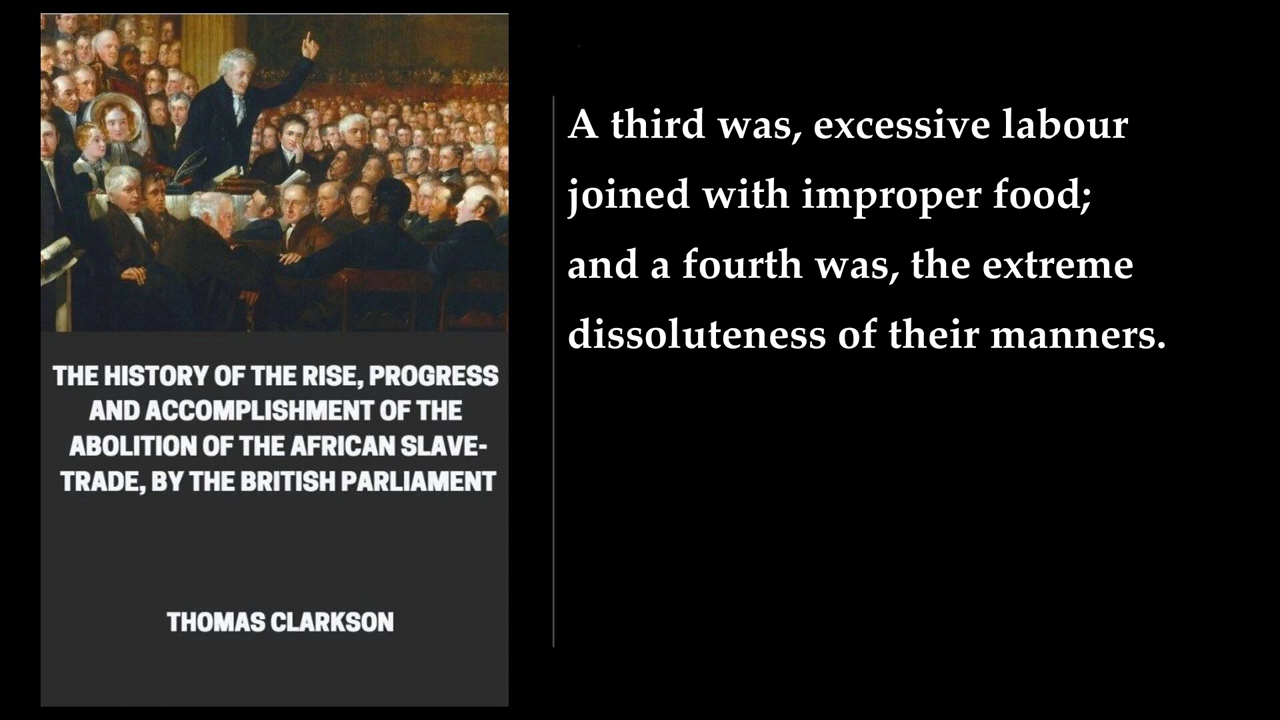 THE HISTORY OF THE RISE, PROGRESS
AND ACCOMPLISHMENT OF THE
ABOLITION OF THE AFRICAN SLAVE-
TRADE, BY THE BRITISH PARLIAMENT
THOMAS CLARKSON
A third was, excessive labour
joined with improper food;
and a fourth was, the extreme
dissoluteness of their manners.